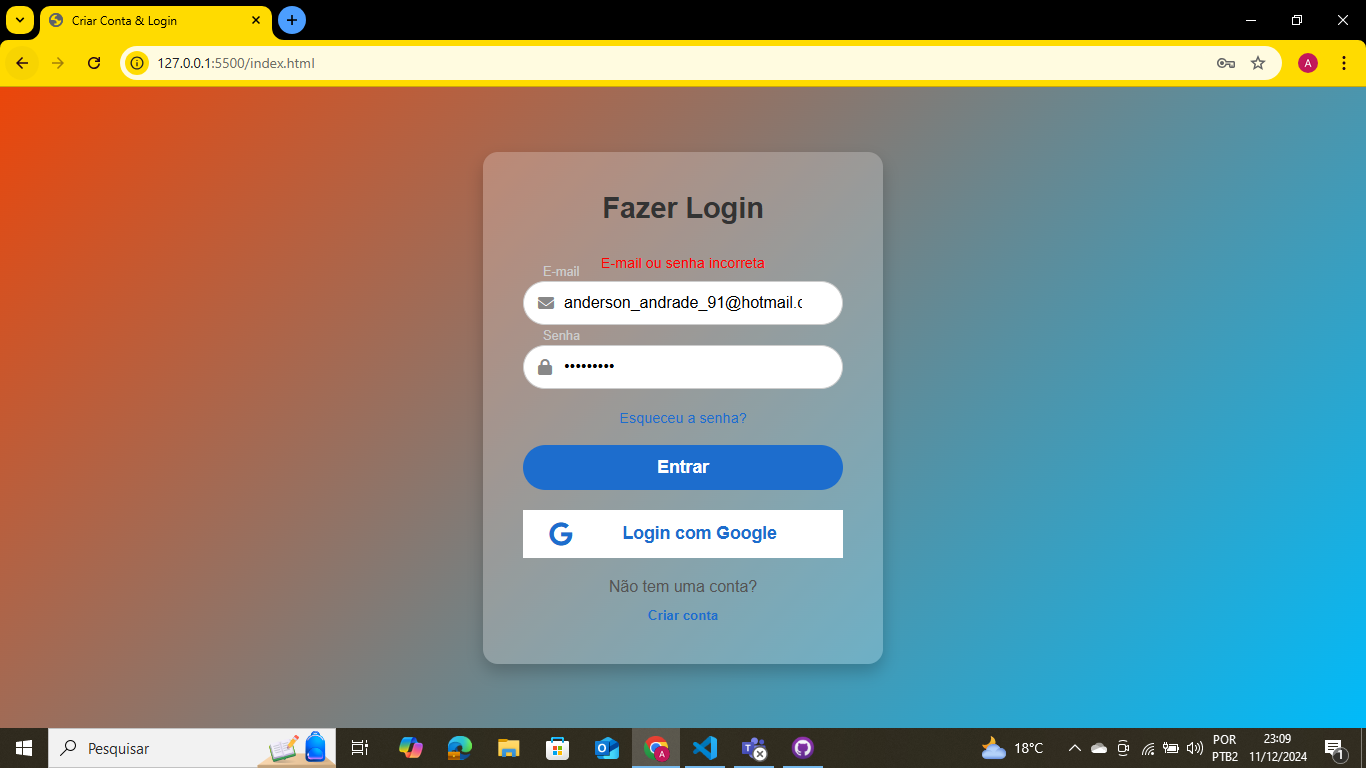 Criar Conta & Login
127.0.0.1:5500/index.html
A
Fazer Login
E-mail ou senha incorreta
E-mail
anderson_andrade_91@hotmail.c
Senha
Esqueceu a senha?
Entrar
G
Login com Google
Não tem uma conta?
Criar conta
Pesquisar
18°C
POR
PTB2
23:09
11/12/2024
1